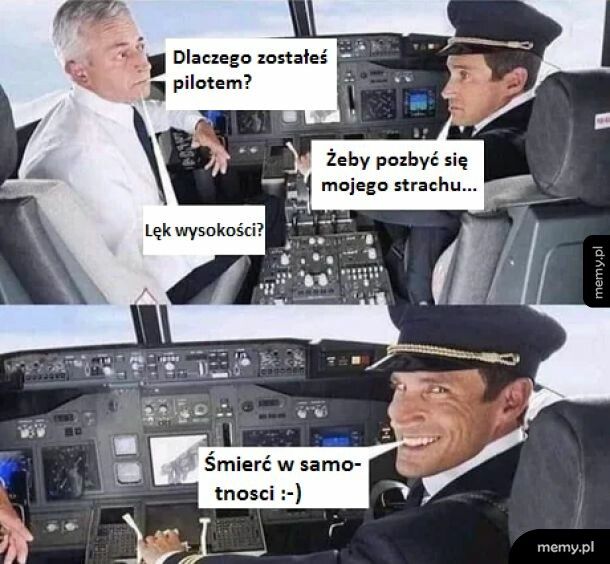 Dlaczego zostałeś
pilotem?
Żeby pozbyć się
mojego strachu...
Lęk wysokości?
memy.pl
Śmierć w samo-
tnosci :-)
memy.pl